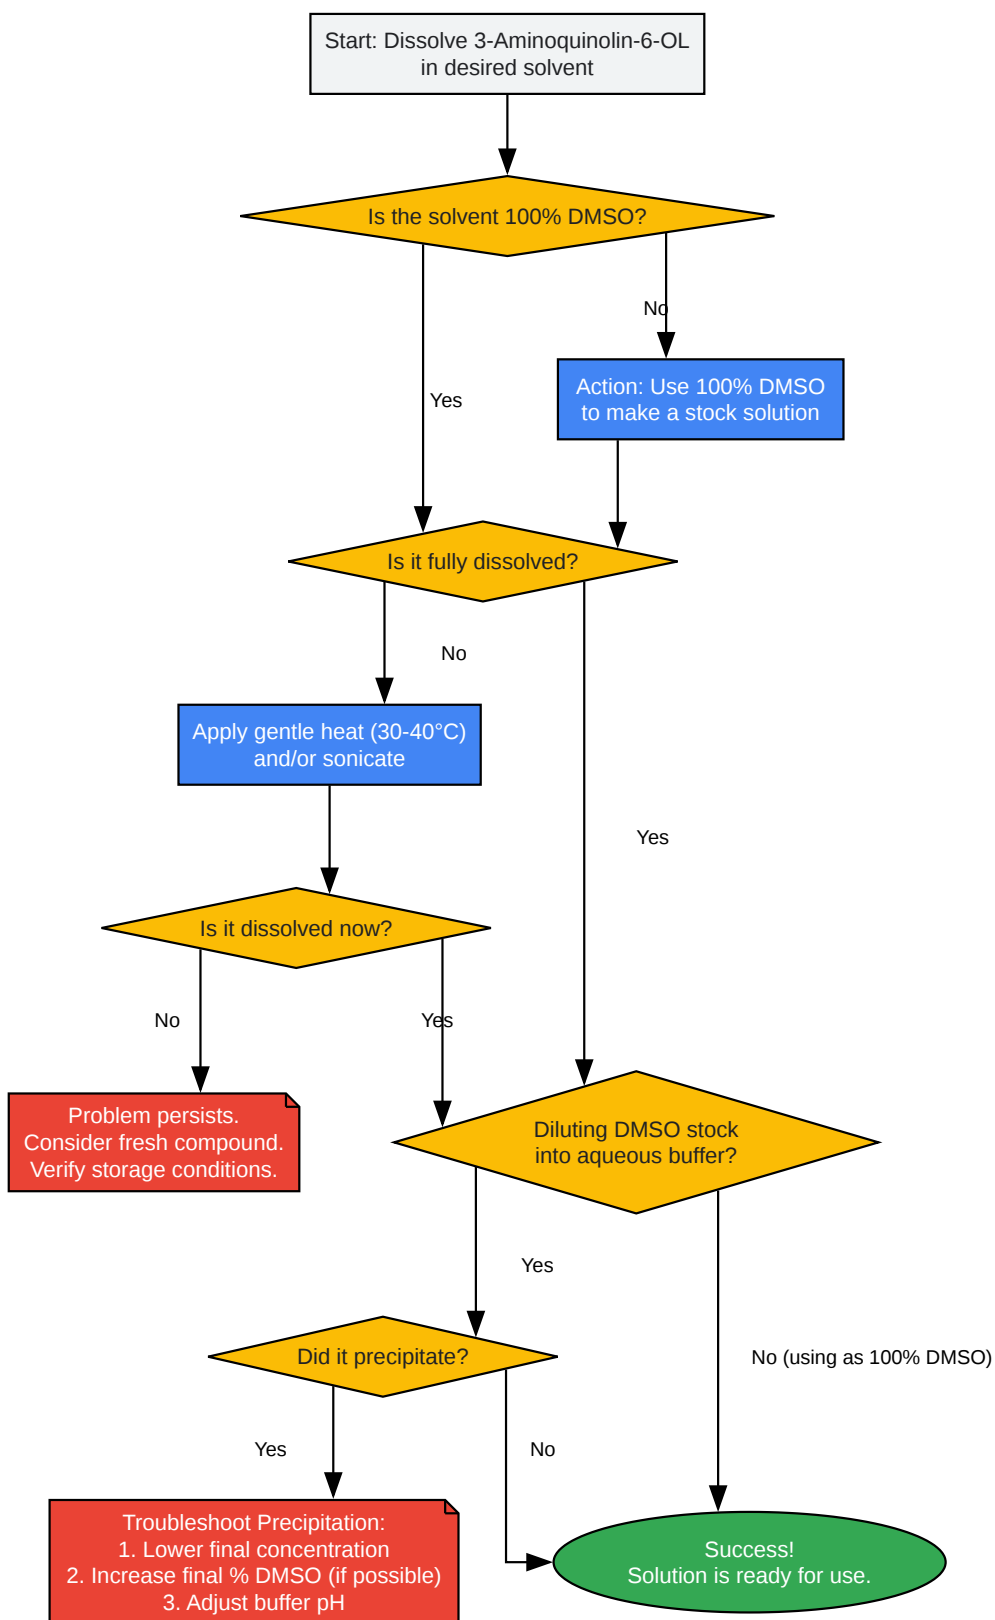 Start: Dissolve 3-Aminoquinolin-6-OL
in desired solvent
Is the solvent 100% DMSO?
No
Action: Use 100% DMSO
to make a stock solution
Yes
Is it fully dissolved?
No
Apply gentle heat (30-40°C)
and/or sonicate
Yes
Is it dissolved now?
No
Yes
Problem persists.
Consider fresh compound.
Verify storage conditions.
Diluting DMSO stock
into aqueous buffer?
Yes
Did it precipitate?
No (using as 100% DMSO)
Yes
No
Troubleshoot Precipitation:
1. Lower final concentration
2. Increase final % DMSO (if possible)
3. Adjust buffer pH
Success!
Solution is ready for use.